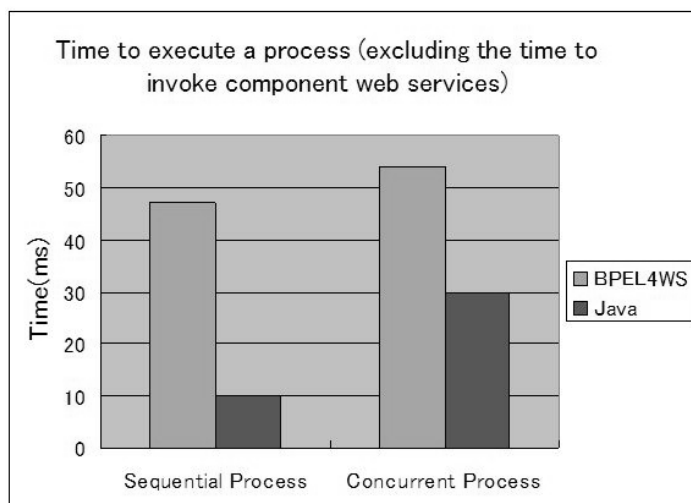 Time to execute a process (excluding the time to
invoke component web services)
60
50
40
30
20
10
0
Time(ms)
Sequential Process
Concurrent Process
BPEL4WS
Java